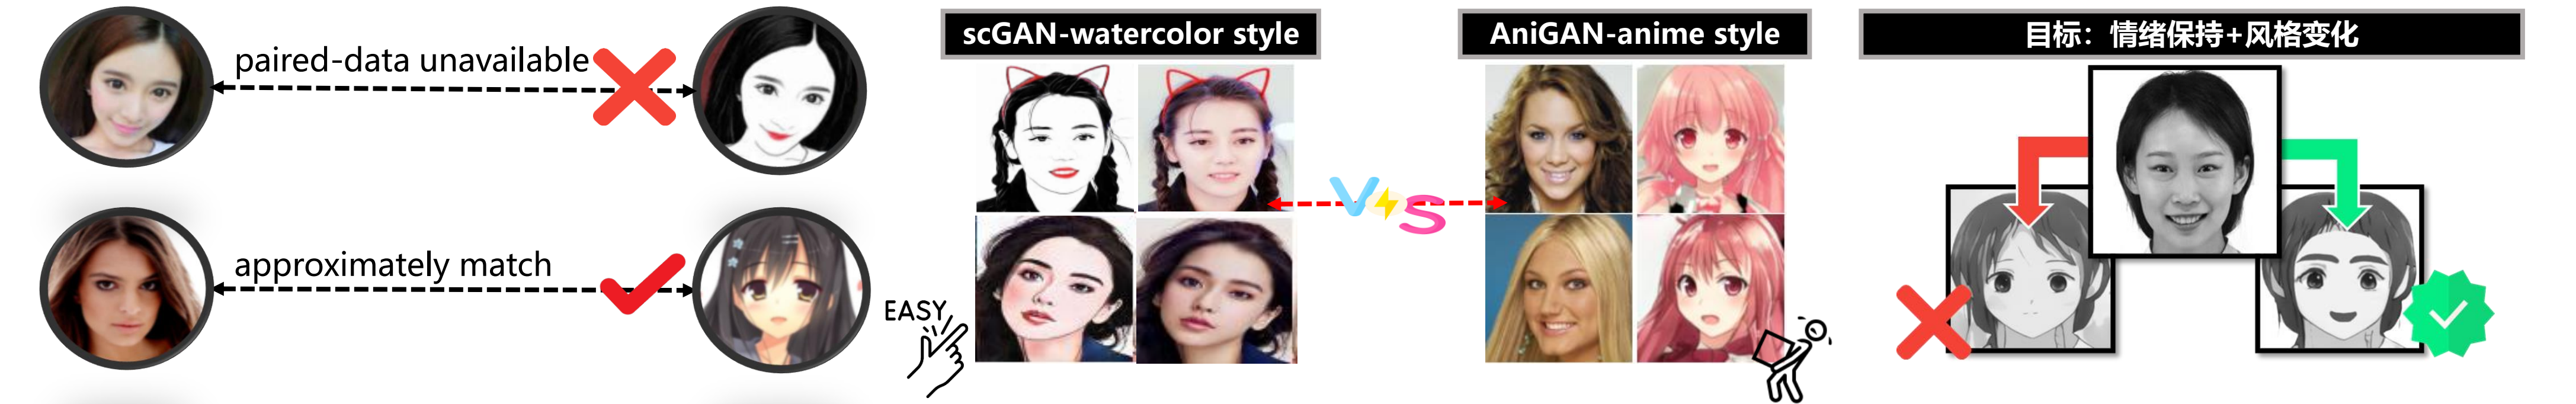 paired-data unavailable
approximately match
scGAN-watercolor style
EASY
VS
AniGAN-anime style
目标：情绪保持+风格变化